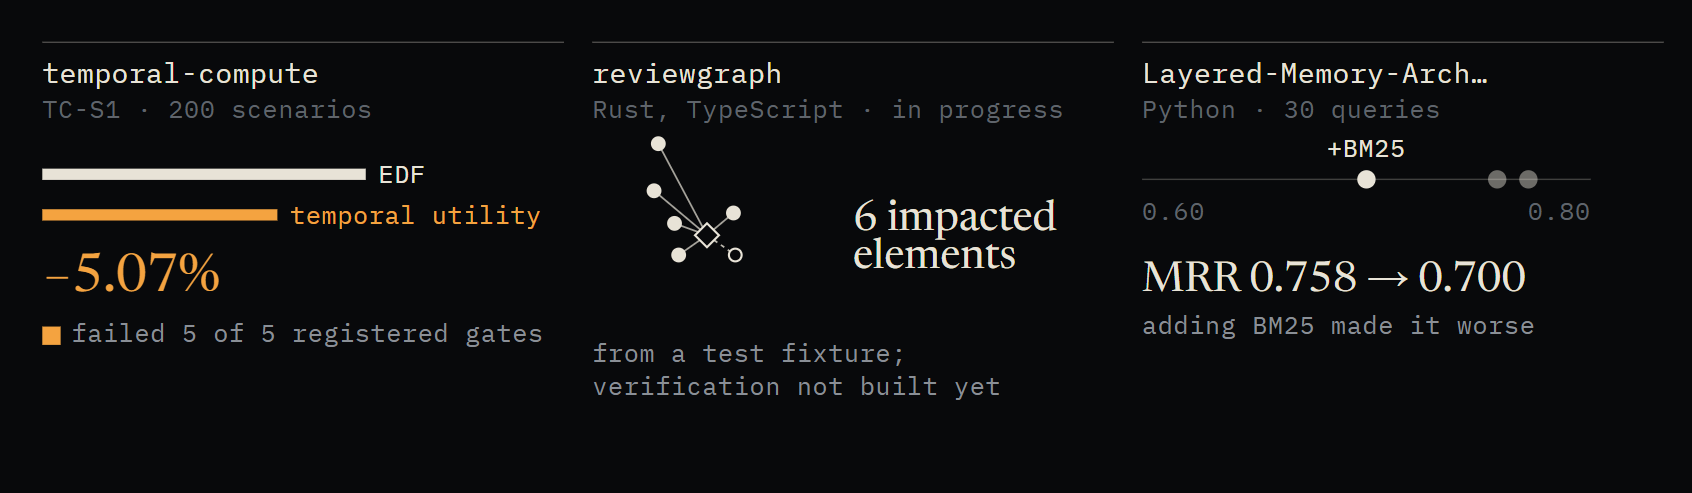 temporal-compute
TC-S1 · 200 scenarios
EDF
temporal utility
–5.07%
failed 5 of 5 registered gates
reviewgraph
Rust, TypeScript · in progress
6 impacted
elements
from a test fixture;
verification not built yet
Layered-Memory-Arch…
Python · 30 queries
+BM25
0.60
0.80
MRR 0.758 → 0.700
adding BM25 made it worse